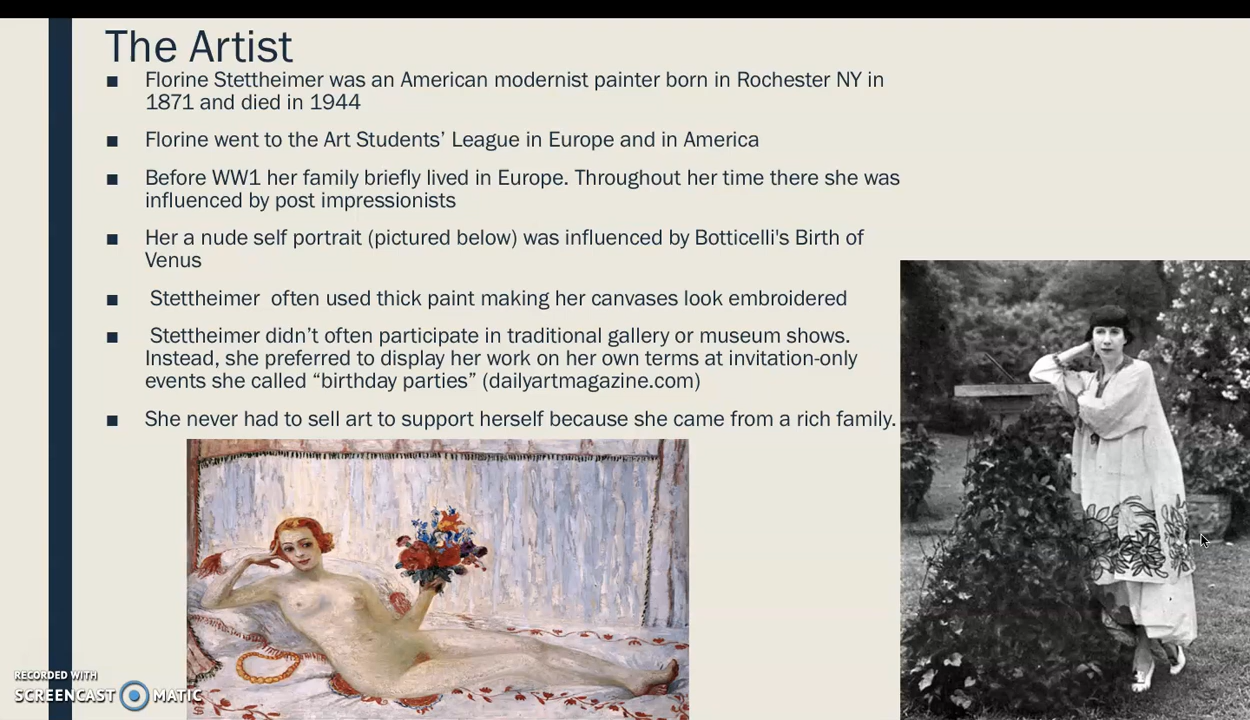 The Artist
■ Florine Stettheimer was an American modernist painter born in Rochester NY in
1871 and died in 1944
■ Florine went to the Art Students’ League in Europe and in America
■ Before WW1 her family briefly lived in Europe. Throughout her time there she was
influenced by post impressionists
■ Her a nude self portrait (pictured below) was influenced by Botticelli's Birth of
Venus
■ Stettheimer  often used thick paint making her canvases look embroidered
■ Stettheimer didn’t often participate in traditional gallery or museum shows.
Instead, she preferred to display her work on her own terms at invitation-only
events she called “birthday parties” (dailyartmagazine.com)
■ She never had to sell art to support herself because she came from a rich family.
RECORDED WITH
SCREENCAST MATIC